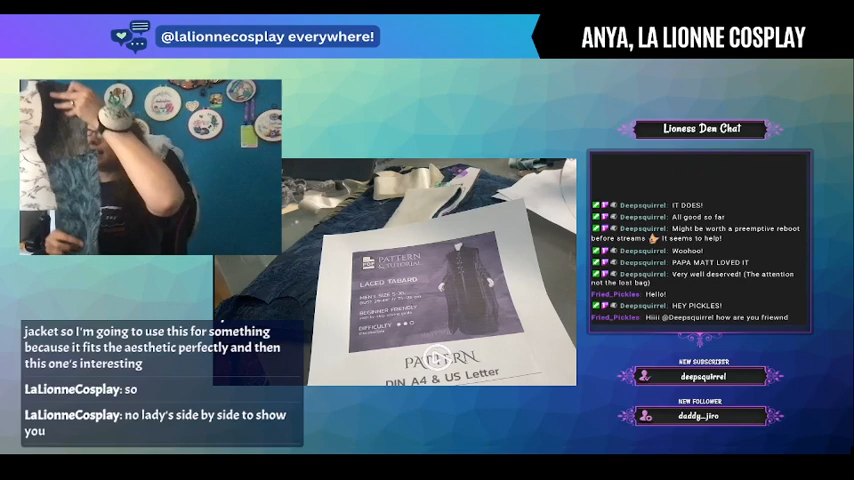 @lalionnecosplay everywhere!
ANYA, LA LIONNE COSPLAY
Lioness Den Chat
Deepsquirrel: IT DOES!
Deepsquirrel: All good so far
Deepsquirrel: Might be worth a preemptive reboot
before streams It seems to help!
Deepsquirrel: Woohoo!
Deepsquirrel: PAPA MATT LOVED IT
Deepsquirrel: Very well deserved! (The attention
not the lost bag)
Fried_Pickles: Hello!
Deepsquirrel: HEY PICKLES!
Fried_Pickles: Hiii @Deepsquirrel how are you friewnd
NEW SUBSCRIBER
deepsquirrel
NEW FOLLOWER
daddy_jiro
PDF
PATTERN
& TUTORIAL
LACED TABARD
MEN'S SIZE
BEGINNER FRIENDLY
DIFFICULTY
PATTERN
DIN A4 & US Letter
jacket so I'm going to use this for something
because it fits the aesthetic perfectly and then
this one's interesting
LaLionneCosplay: so
LaLionneCosplay: no lady's side by side to show
you